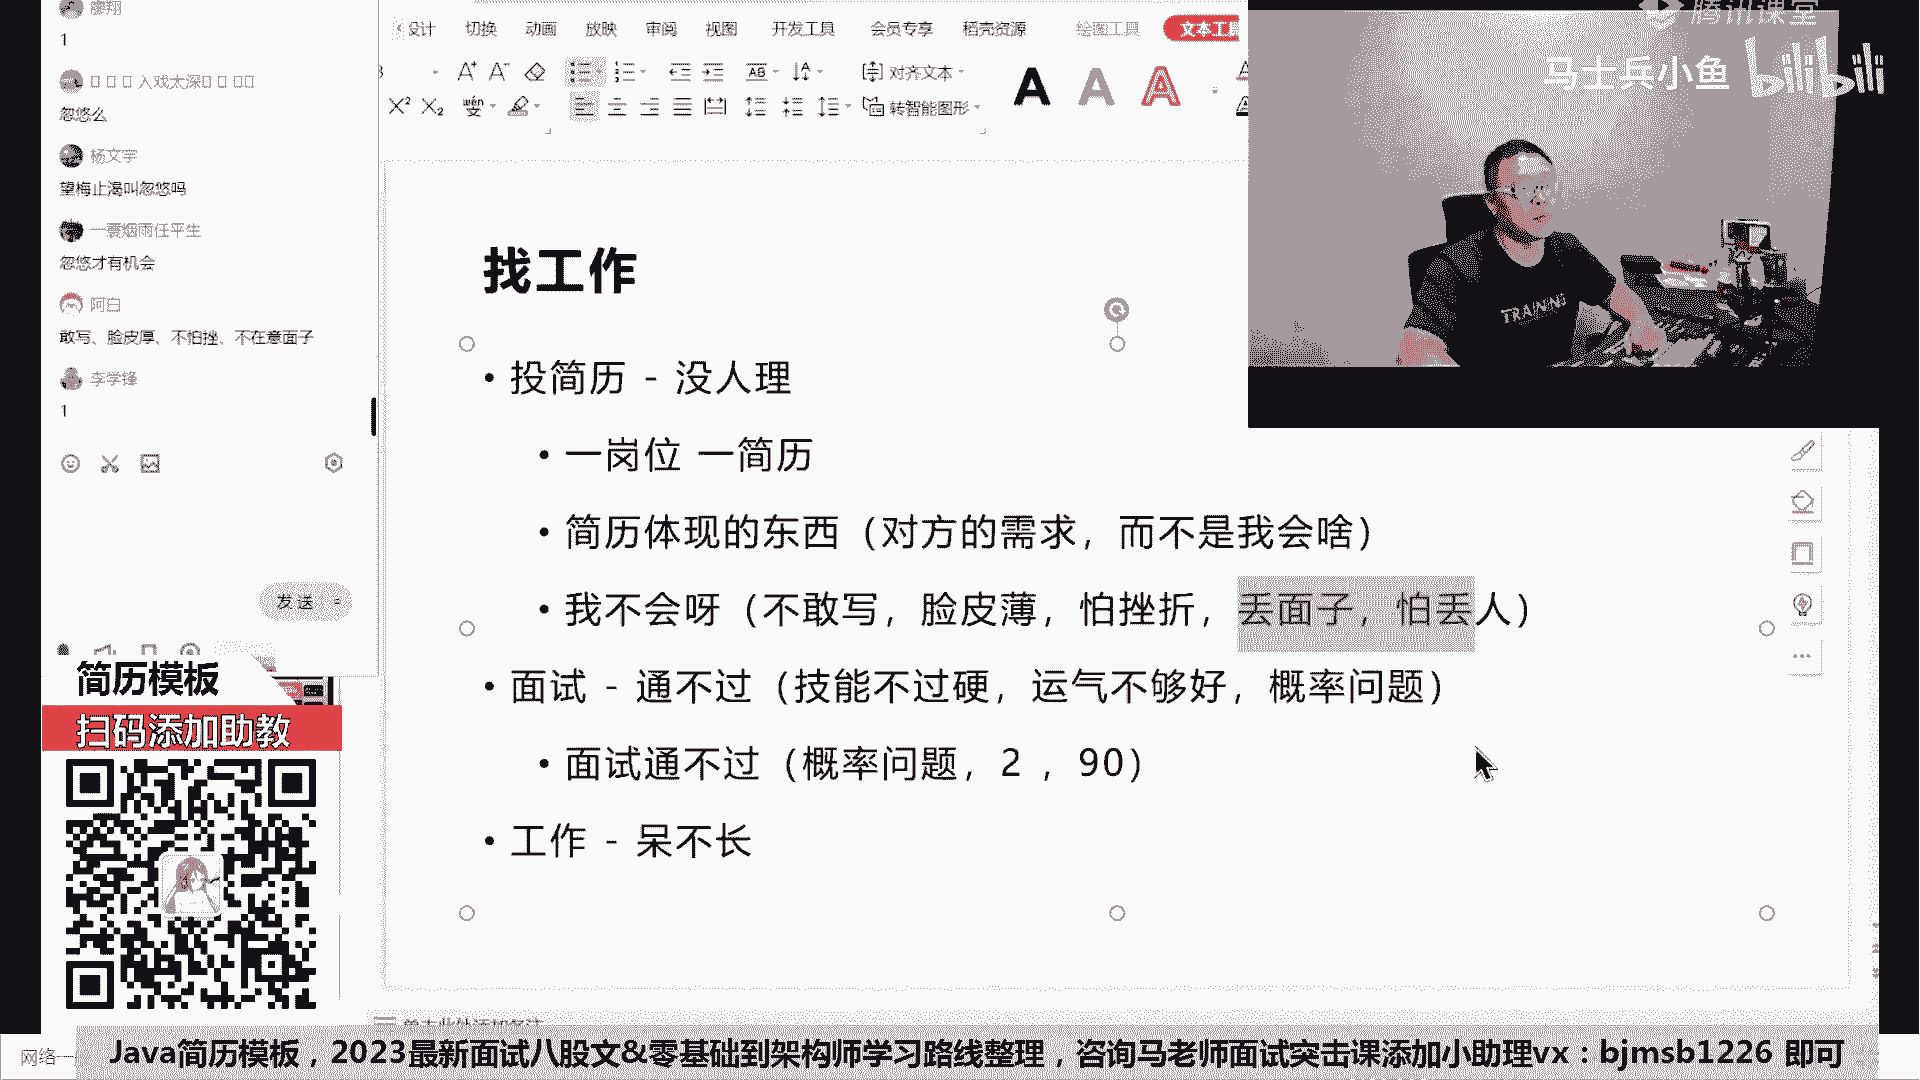 廖翔
1
入戏太深
忽悠么
杨文宇
望梅止渴叫忽悠吗
一蓑烟雨任平生
忽悠才有机会
阿白
敢写、脸皮厚、不怕挫、不在意面子
李学锋
1
发送
简历模板
扫码添加助教
设计 切换 动画 放映 审阅 视图 开发工具 会员专享 稻壳资源 绘图工具 文本工具
对齐文本
转智能图形
腾讯课堂
马士兵小鱼 bilibili
TRAINING
找工作
• 投简历 - 没人理
• 一岗位 一简历
• 简历体现的东西（对方的需求，而不是我会啥）
• 我不会呀（不敢写，脸皮薄，怕挫折，丢面子，怕丢人）
• 面试 - 通不过（技能不过硬，运气不够好，概率问题）
• 面试通不过（概率问题，2 ，90）
• 工作 - 呆不长
单击此处添加备注
网络一
Java简历模板，2023最新面试八股文&零基础到架构师学习路线整理，咨询马老师面试突击课添加小助理vx：bjmsb1226 即可